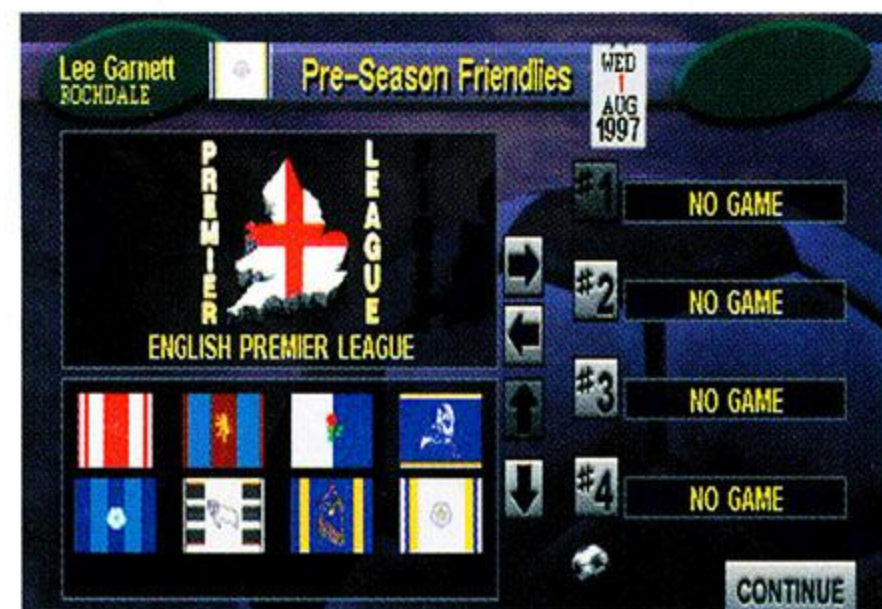 Lee Garnett
ROCHDALE
Pre-Season Friendlies
WED
AUG
1997
PREMIER
LEAGUE
ENGLISH PREMIER LEAGUE
#1
NO GAME
#2
NO GAME
#3
NO GAME
#4
NO GAME
CONTINUE